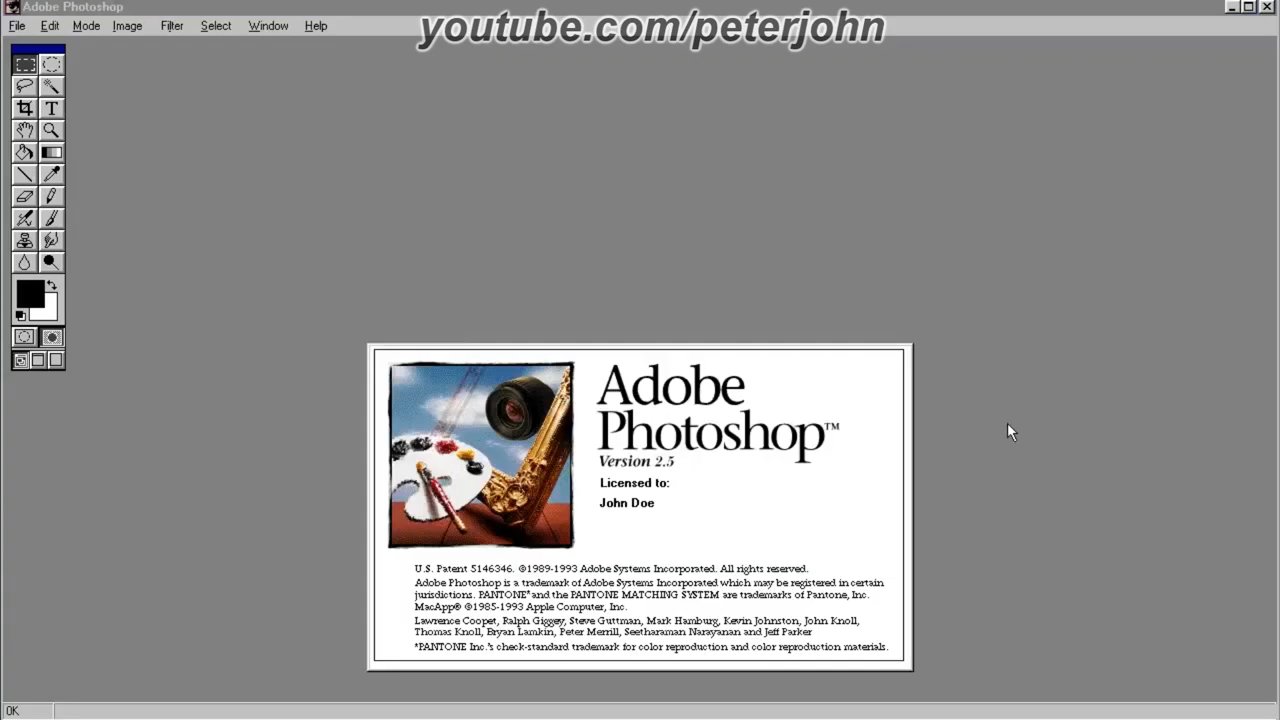 Adobe Photoshop
File Edit Mode Image Filter Select Window Help
youtube.com/peterjohn
T
Adobe
Photoshop™
Version 2.5
Licensed to:
John Doe
U.S. Patent 5146346. ©1989-1993 Adobe Systems Incorporated. All rights reserved.
Adobe Photoshop is a trademark of Adobe Systems Incorporated which may be registered in certain
jurisdictions. PANTONE* and the PANTONE MATCHING SYSTEM are trademarks of Pantone, Inc.
MacApp® ©1985-1993 Apple Computer, Inc.
Lawrence Coopet, Ralph Giggey, Steve Guttman, Mark Hamburg, Kevin Johnston, John Knoll,
Thomas Knoll, Bryan Lamkin, Peter Merrill, Seetharaman Narayanan and Jeff Parker
*PANTONE Inc.'s check-standard trademark for color reproduction and color reproduction materials.
OK